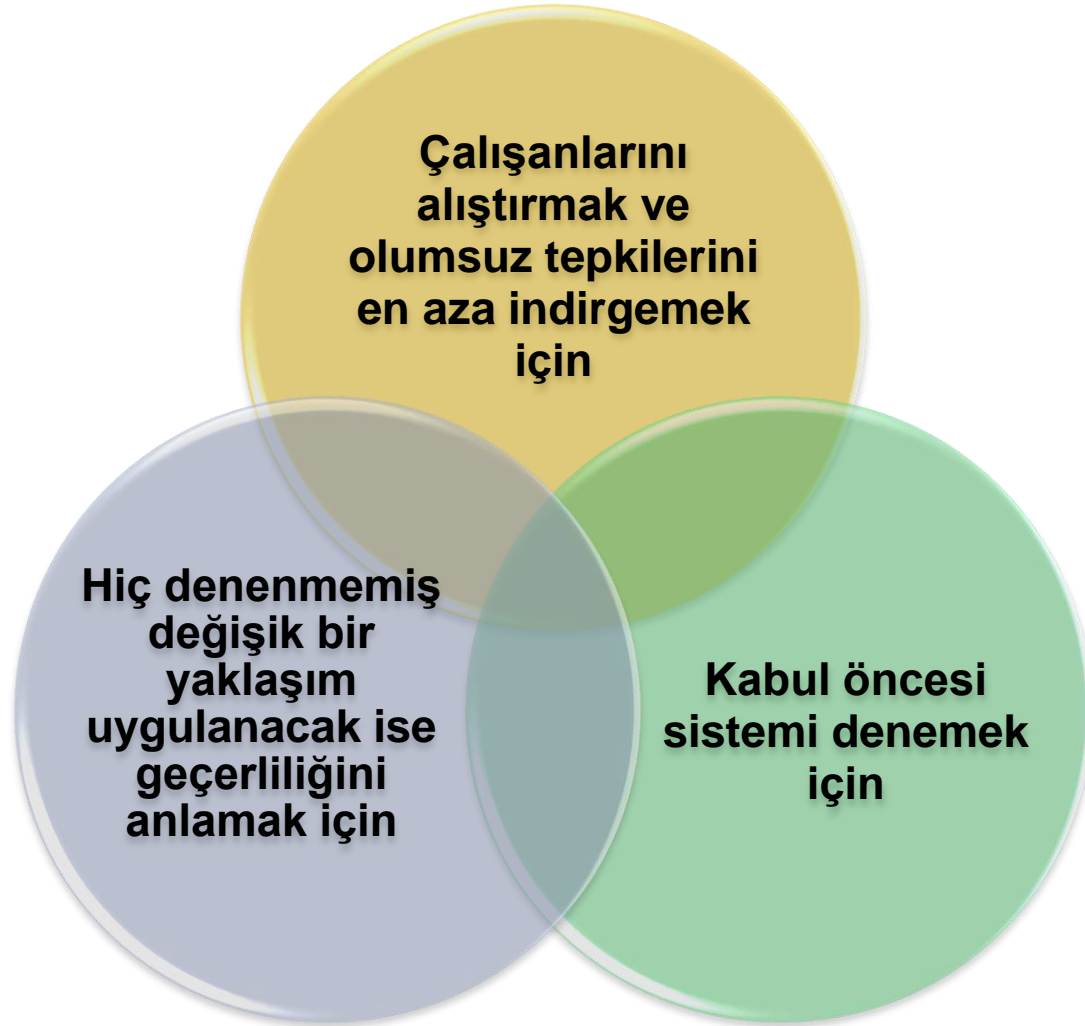 Çalışanlarını
alıştırmak ve
olumsuz tepkilerini
en aza indirgemek
için
Hiç denenmemiş
değişik bir
yaklaşım
uygulanacak ise
geçerliliğini
anlamak için
Kabul öncesi
sistemi denemek
için